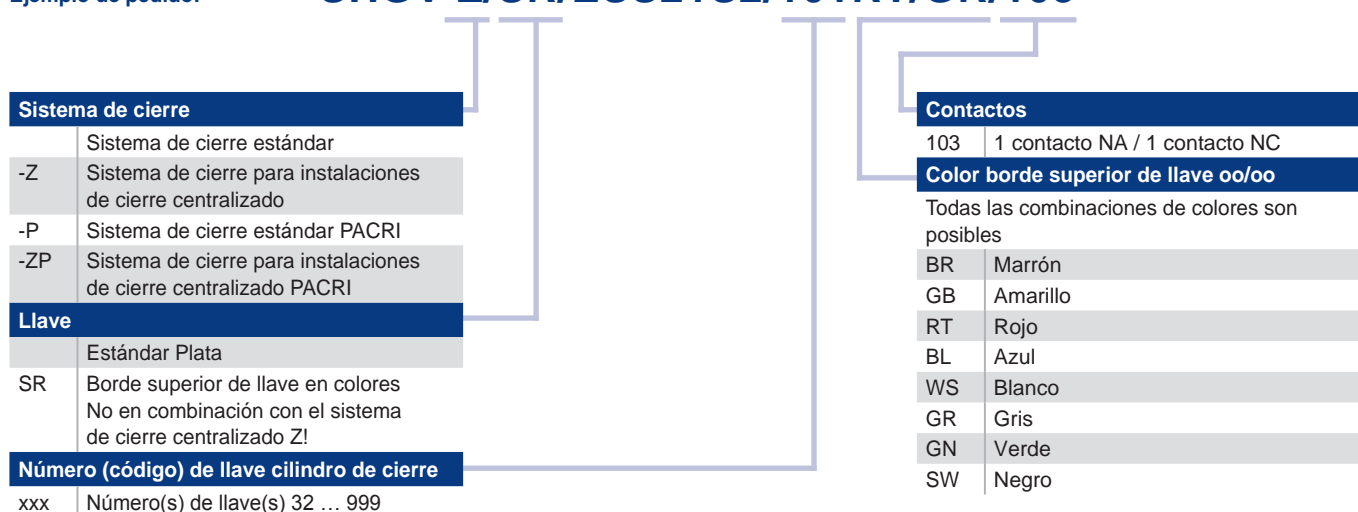 Ejemplo de pedido:
Sistema de cierre
Sistema de cierre estándar
-Z Sistema de cierre para instalaciones
de cierre centralizado
-P Sistema de cierre estándar PACRI
-ZP Sistema de cierre para instalaciones
de cierre centralizado PACRI
Llave
Estándar Plata
SR Borde superior de llave en colores
No en combinación con el sistema
de cierre centralizado Z!
Número (código) de llave cilindro de cierre
xxx Número(s) de llave(s) 32 … 999
Contactos
103 1 contacto NA / 1 contacto NC
Color borde superior de llave oo/oo
Todas las combinaciones de colores son
posibles
BR Marrón
GB Amarillo
RT Rojo
BL Azul
WS Blanco
GR Gris
GN Verde
SW Negro